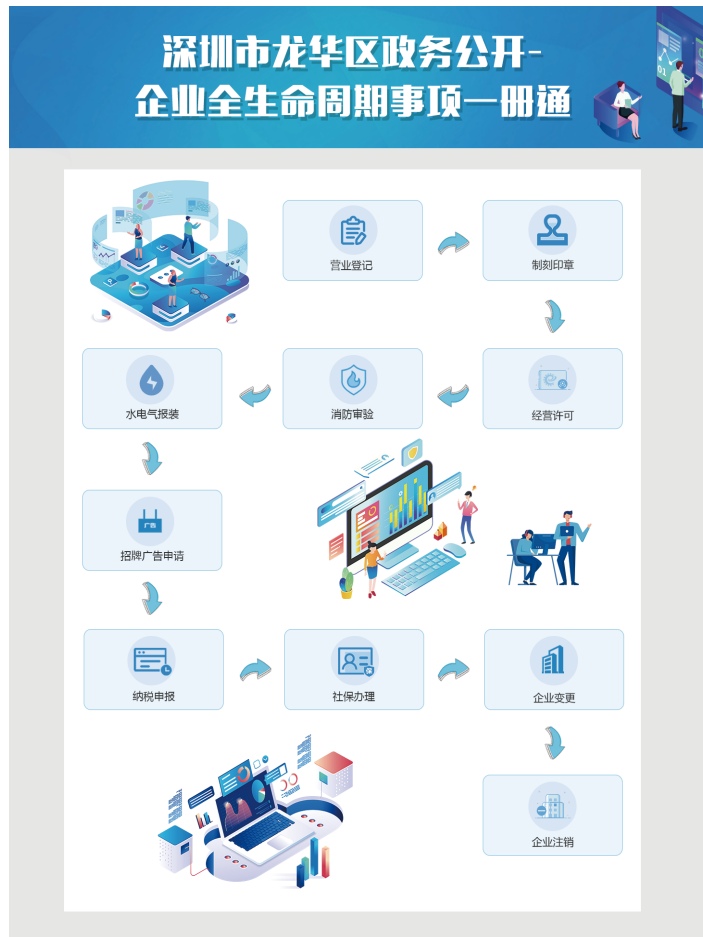 深圳市龙华区政务公开-
企业全生命周期事项一册通
01
营业登记
制刻印章
经营许可
消防审验
水电气报装
广告
招牌广告申请
纳税申报
保
社保办理
企业变更
企业注销